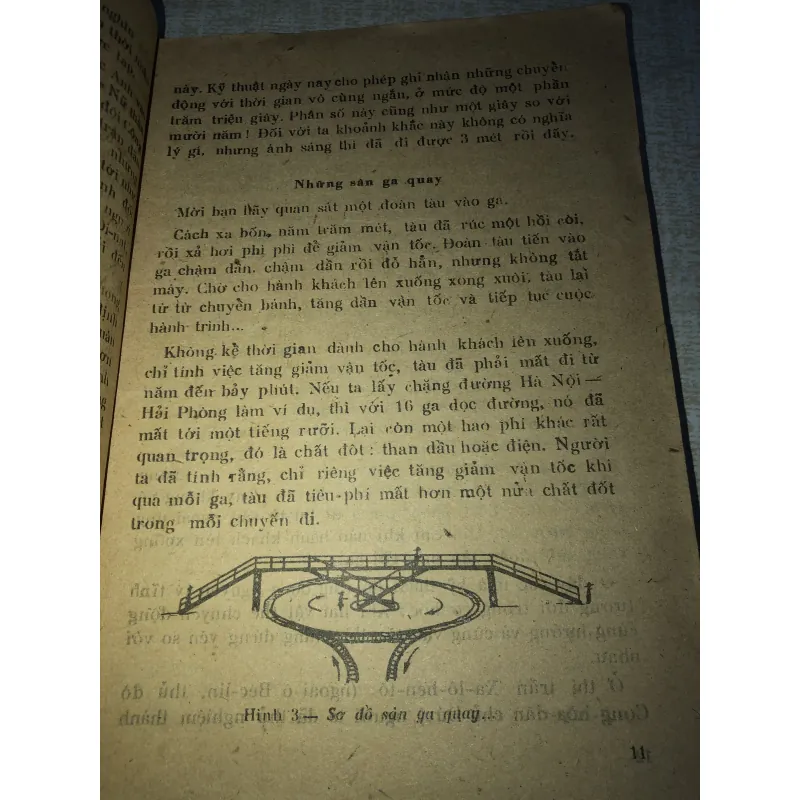 này. Kỹ thuật ngày nay cho phép ghi nhận những chuyển
động với thời gian vô cùng ngắn, ở mức độ một phần
trăm triệu giây. Phân số này cũng như một giây so với
mười năm! Đối với ta khoảnh khắc này không có nghĩa
lý gì, nhưng ánh sáng thì đã đi được 3 mét rồi đấy.
Những sân ga quay
Mời bạn hãy quan sát một đoàn tàu vào ga.
Cách xa bốn, năm trăm mét, tàu đã rúc một hồi còi,
rồi xả hơi phì phì để giảm vận tốc. Đoàn tàu tiến vào
ga chậm dần, chậm dần rồi đỗ hẳn, nhưng không tắt
máy. Chờ cho hành khách lên xuống xong xuôi, tàu lại
từ từ chuyển bánh, tăng dần vận tốc và tiếp tục cuộc
hành trình...
Không kể thời gian dành cho hành khách lên xuống,
chỉ tính việc tăng giảm vận tốc, tàu đã phải mất đi từ
năm đến bảy phút. Nếu ta lấy chặng đường Hà Nội —
Hải Phòng làm ví dụ, thì với 16 ga dọc đường, nó đã
mất tới một tiếng rưỡi. Lại còn một hao phí khác rất
quan trọng, đó là chất đốt: than dầu hoặc điện. Người
ta đã tính rằng, chỉ riêng việc tăng giảm vận tốc khi
qua mỗi ga, tàu đã tiêu-phí mất hơn một nửa chất đốt
trong mỗi chuyến đi.
Hình 3 — Sơ đồ sân ga quay...
11